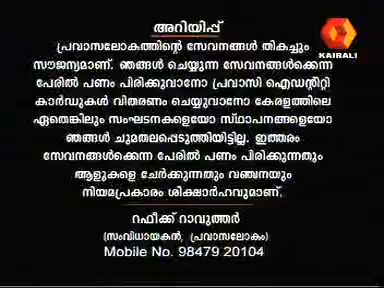 അറിയിപ്പ്
KAIRALI
പ്രവാസലോകത്തിന്റെ സേവനങ്ങൾ തികച്ചും
സൗജന്യമാണ്. ഞങ്ങൾ ചെയ്യുന്ന സേവനങ്ങൾക്കെന്ന
പേരിൽ പണം പിരിക്കുവാനോ പ്രവാസി ഐഡന്റിറ്റി
കാർഡുകൾ വിതരണം ചെയ്യുവാനോ കേരളത്തിലെ
ഏതെങ്കിലും സംഘടനകളെയോ സ്ഥാപനങ്ങളെയോ
ഞങ്ങൾ ചുമതലപ്പെടുത്തിയിട്ടില്ല. ഇത്തരം
സേവനങ്ങൾക്കെന്ന പേരിൽ പണം പിരിക്കുന്നതും
ആളുകളെ ചേർക്കുന്നതും വഞ്ചനയും
നിയമപ്രകാരം ശിക്ഷാർഹവുമാണ്.
റഫീക്ക് റാവുത്തർ
(സംവിധായകൻ, പ്രവാസലോകം)
Mobile No. 98479 20104